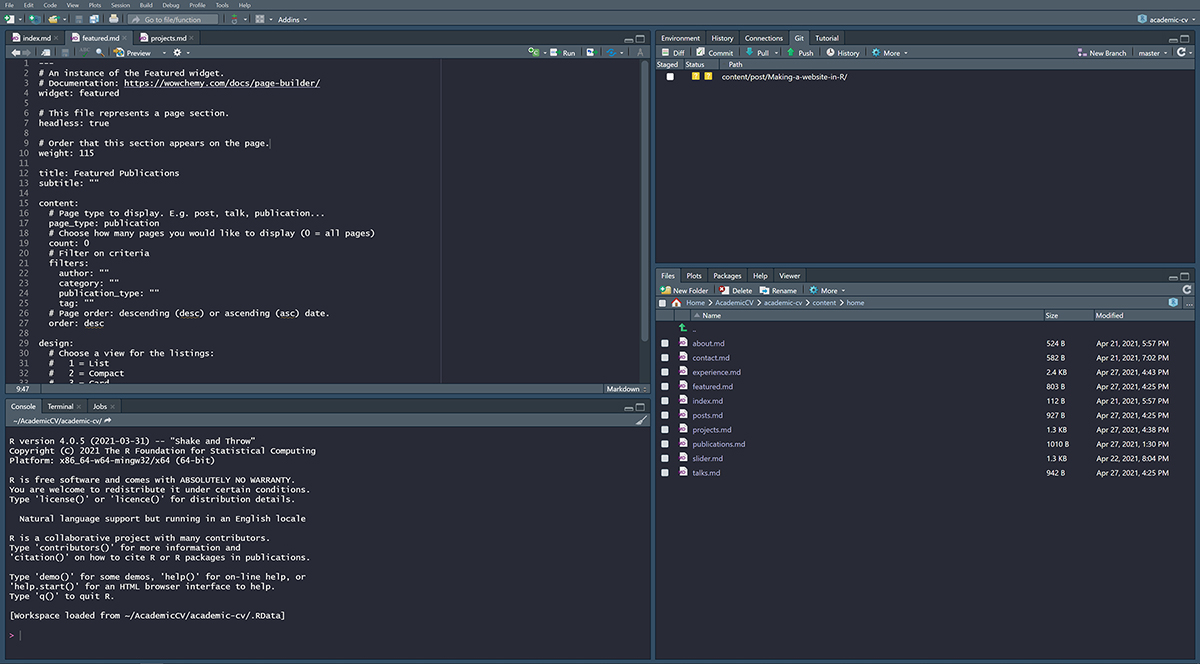 File Edit Code View Plots Session Build Debug Profile Tools Help
Go to file/function Addins academic-cv
index.md featured.md projects.md
ABC Preview Run
1 ---
2 # An instance of the Featured widget.
3 # Documentation: https://wowchemy.com/docs/page-builder/
4 widget: featured
5
6 # This file represents a page section.
7 headless: true
8
9 # Order that this section appears on the page.
10 weight: 115
11
12 title: Featured Publications
13 subtitle: ""
14
15 content:
16 # Page type to display. E.g. post, talk, publication...
17 page_type: publication
18 # Choose how many pages you would like to display (0 = all pages)
19 count: 0
20 # Filter on criteria
21 filters:
22 author: ""
23 category: ""
24 publication_type: ""
25 tag: ""
26 # Page order: descending (desc) or ascending (asc) date.
27 order: desc
28
29 design:
30 # Choose a view for the listings:
31 # 1 = List
32 # 2 = Compact
33 # 3 = Card
9:47 Markdown
Console Terminal Jobs
~/AcademicCV/academic-cv/
R version 4.0.5 (2021-03-31) -- "Shake and Throw"
Copyright (C) 2021 The R Foundation for Statistical Computing
Platform: x86_64-w64-mingw32/x64 (64-bit)
R is free software and comes with ABSOLUTELY NO WARRANTY.
You are welcome to redistribute it under certain conditions.
Type 'license()' or 'licence()' for distribution details.
Natural language support but running in an English locale
R is a collaborative project with many contributors.
Type 'contributors()' for more information and
'citation()' on how to cite R or R packages in publications.
Type 'demo()' for some demos, 'help()' for on-line help, or
'help.start()' for an HTML browser interface to help.
Type 'q()' to quit R.
[Workspace loaded from ~/AcademicCV/academic-cv/.RData]
>
Environment History Connections Git Tutorial
Diff Commit Pull Push History More New Branch master
Staged Status Path
? ? content/post/Making-a-website-in-R/
Files Plots Packages Help Viewer
New Folder Delete Rename More
Home > AcademicCV > academic-cv > content > home ...
Name Size Modified
..
about.md 524 B Apr 21, 2021, 5:57 PM
contact.md 582 B Apr 21, 2021, 7:02 PM
experience.md 2.4 KB Apr 27, 2021, 4:43 PM
featured.md 803 B Apr 27, 2021, 4:25 PM
index.md 112 B Apr 21, 2021, 5:57 PM
posts.md 927 B Apr 27, 2021, 4:25 PM
projects.md 1.3 KB Apr 27, 2021, 4:38 PM
publications.md 1010 B Apr 27, 2021, 1:30 PM
slider.md 1.3 KB Apr 22, 2021, 8:04 PM
talks.md 942 B Apr 27, 2021, 4:25 PM